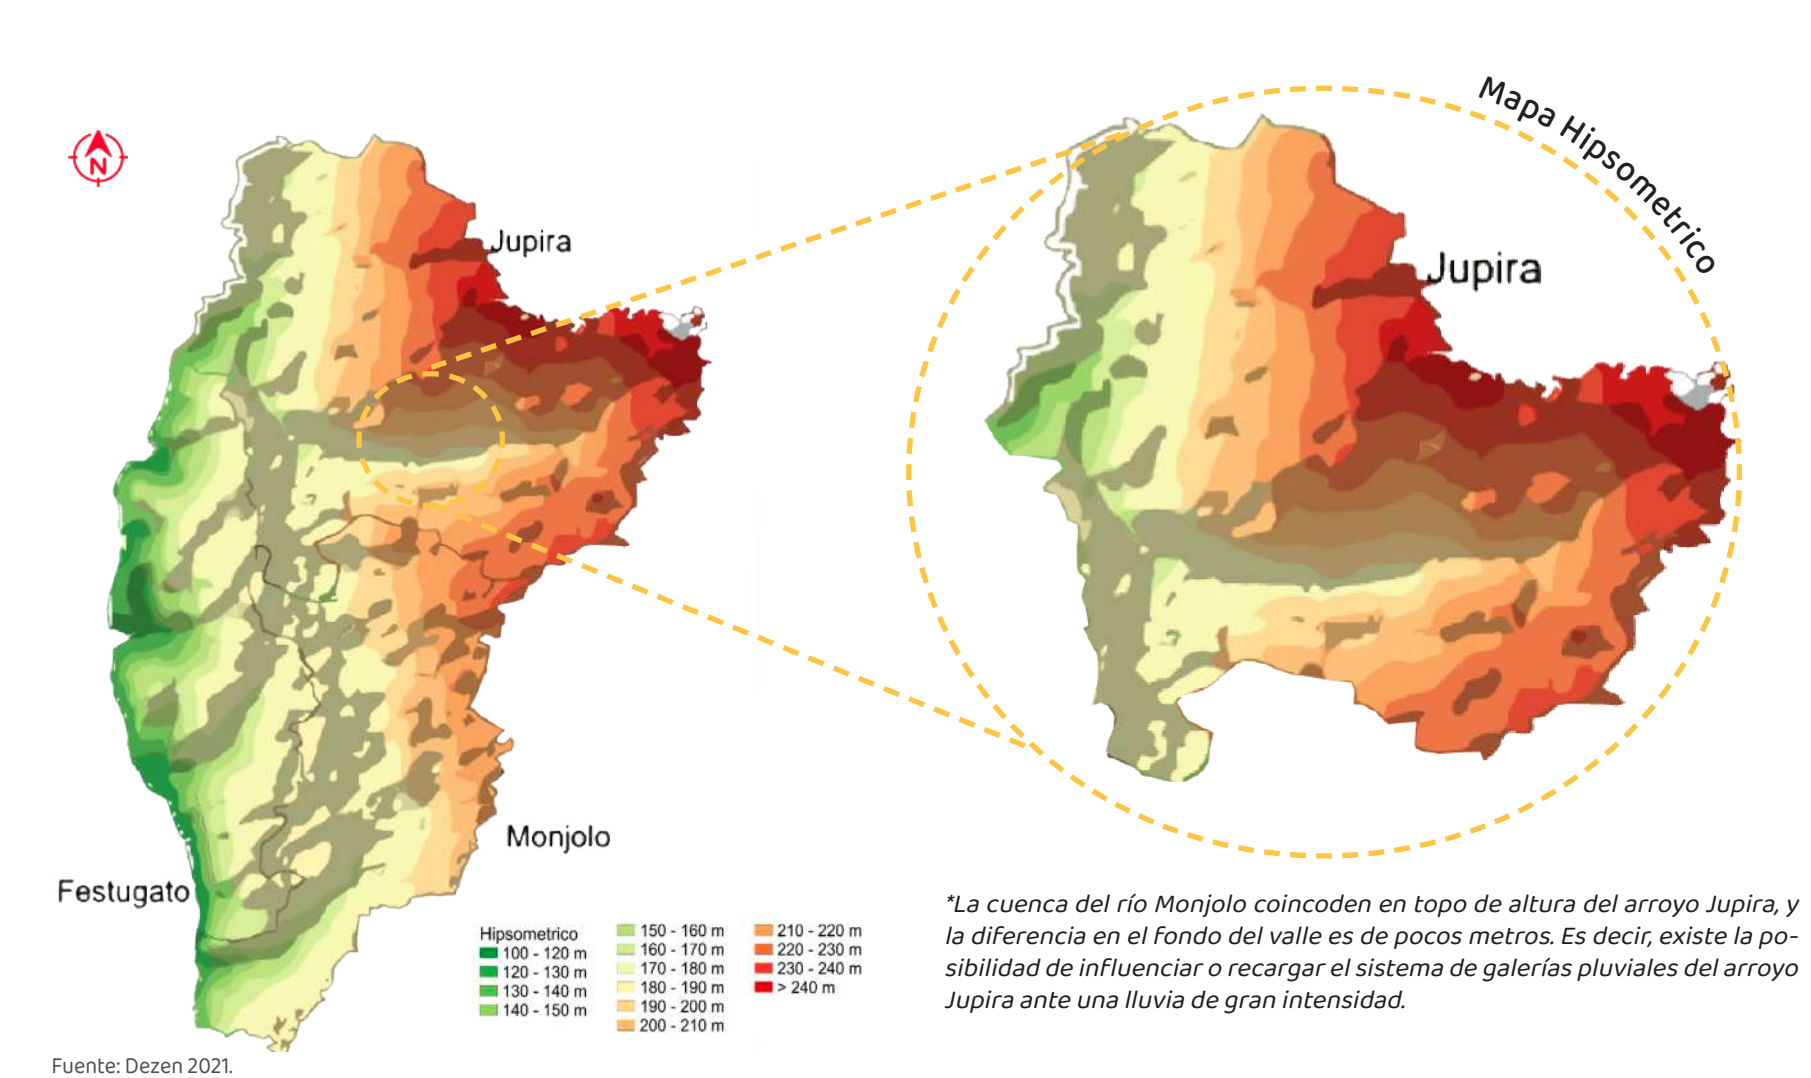 Mapa Hipsometrico
N
Jupira
Jupira
Monjolo
Festugato
Hipsometrico
100 - 120 m
120 - 130 m
130 - 140 m
140 - 150 m
150 - 160 m
160 - 170 m
170 - 180 m
180 - 190 m
190 - 200 m
200 - 210 m
210 - 220 m
220 - 230 m
230 - 240 m
> 240 m
*La cuenca del río Monjolo coincoden en topo de altura del arroyo Jupira, y
la diferencia en el fondo del valle es de pocos metros. Es decir, existe la po-
sibilidad de influenciar o recargar el sistema de galerías pluviales del arroyo
Jupira ante una lluvia de gran intensidad.
Fuente: Dezen 2021.